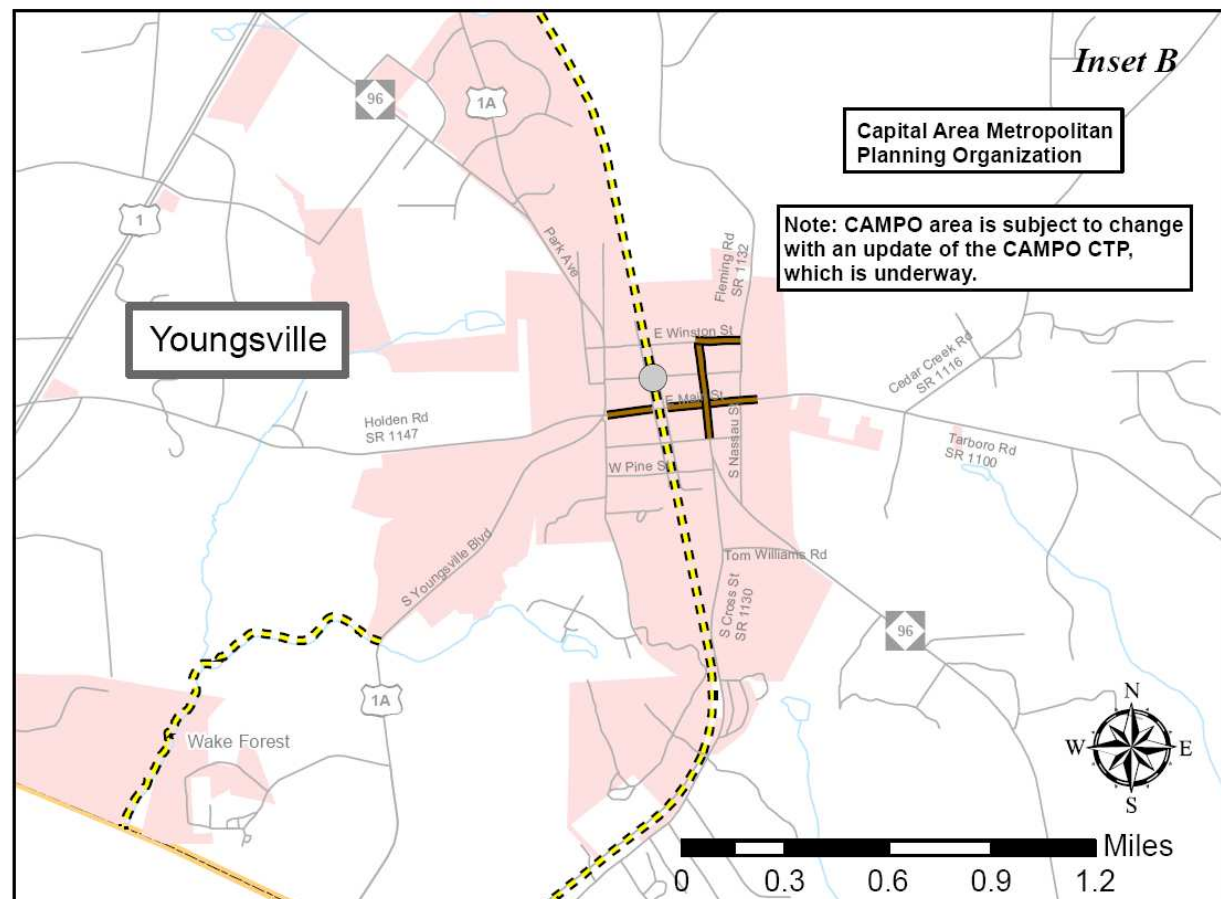 Inset B
96
1A
Capital Area Metropolitan
Planning Organization
1
Note: CAMPO area is subject to change
with an update of the CAMPO CTP,
which is underway.
Park Ave
Fleming Rd
SR 1132
Youngsville
E Winston St
Cedar Creek Rd
SR 1116
E Main St
Holden Rd
SR 1147
S Nassau St
Tarboro Rd
SR 1100
W Pine St
Tom Williams Rd
S Youngsville Blvd
S Cross St
SR 1130
96
1A
Wake Forest
N
W E
S
Miles
0 0.3 0.6 0.9 1.2